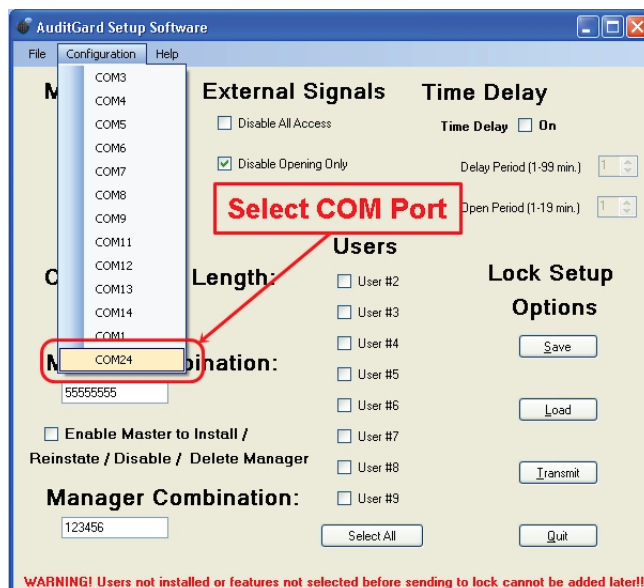 AuditGard Setup Software
File Configuration Help
COM3
COM4
COM5
COM6
COM7
COM8
COM9
COM11
COM12
COM13
COM14
COM1
COM24
External Signals
Disable All Access
Disable Opening Only
Time Delay
Time Delay On
Delay Period (1-99 min.) 1
Open Period (1-19 min.) 1
Select COM Port
Length:
bination:
55555555
Enable Master to Install /
Reinstate / Disable / Delete Manager
Manager Combination:
123456
Users
User #2
User #3
User #4
User #5
User #6
User #7
User #8
User #9
Select All
Lock Setup
Options
Save
Load
Transmit
Quit
WARNING! Users not installed or features not selected before sending to lock cannot be added later!!